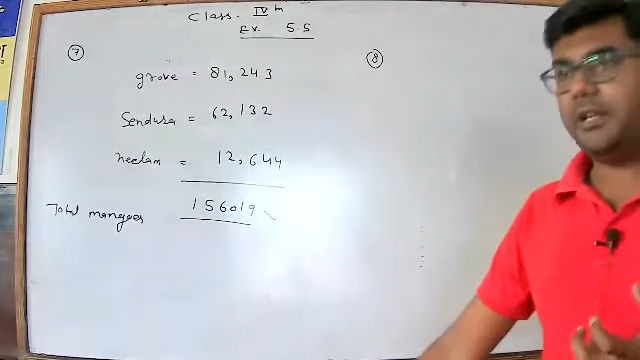 Class. IV th
Ex. 5.5
7
grove = 81,243
Sendura = 62,132
neelam = 12,644
Total mangoes 156019
8